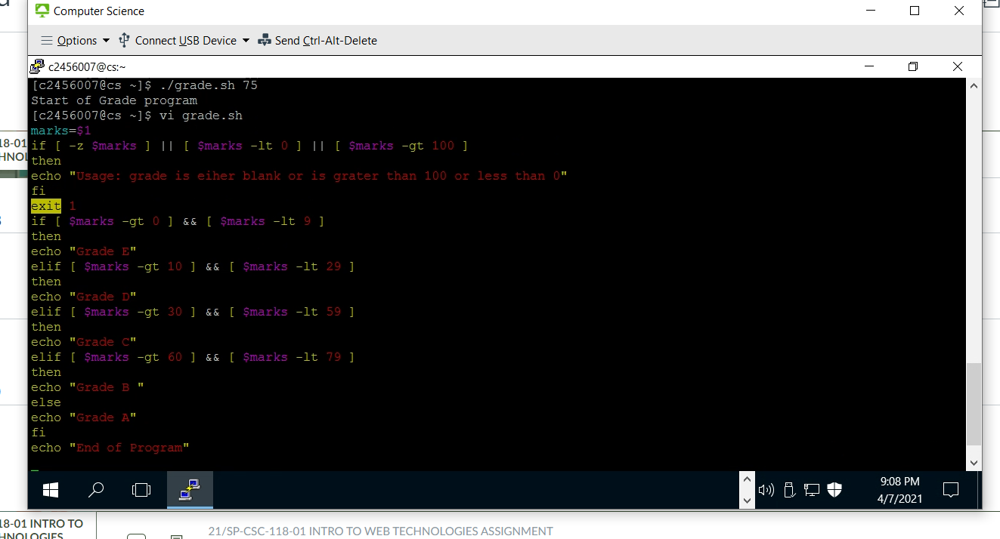 Computer Science
Options Connect USB Device Send Ctrl-Alt-Delete
c2456007@cs:~
[c2456007@cs ~]$ ./grade.sh 75
Start of Grade program
[c2456007@cs ~]$ vi grade.sh
marks=$1
if [ -z $marks ] || [ $marks -lt 0 ] || [ $marks -gt 100 ]
then
echo "Usage: grade is eiher blank or is grater than 100 or less than 0"
fi
exit 1
if [ $marks -gt 0 ] && [ $marks -lt 9 ]
then
echo "Grade E"
elif [ $marks -gt 10 ] && [ $marks -lt 29 ]
then
echo "Grade D"
elif [ $marks -gt 30 ] && [ $marks -lt 59 ]
then
echo "Grade C"
elif [ $marks -gt 60 ] && [ $marks -lt 79 ]
then
echo "Grade B "
else
echo "Grade A"
fi
echo "End of Program"
9:08 PM
4/7/2021
18-01
HNOL
18-01 INTRO TO
HNOLOGIES
21/SP-CSC-118-01 INTRO TO WEB TECHNOLOGIES ASSIGNMENT